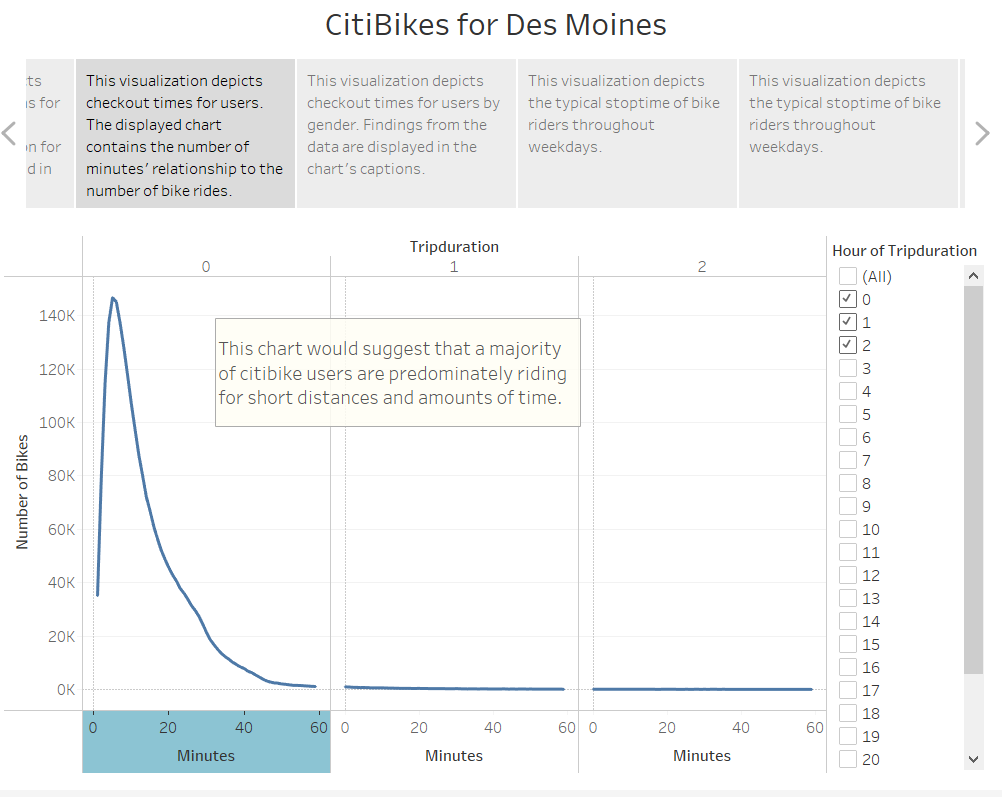 CitiBikes for Des Moines
ts
s for
n for
d in
This visualization depicts
checkout times for users.
The displayed chart
contains the number of
minutes’ relationship to the
number of bike rides.
This visualization depicts
checkout times for users by
gender. Findings from the
data are displayed in the
chart’s captions.
This visualization depicts
the typical stoptime of bike
riders throughout
weekdays.
This visualization depicts
the typical stoptime of bike
riders throughout
weekdays.
Tripduration
0 1 2
Number of Bikes
140K
120K
100K
80K
60K
40K
20K
0K
This chart would suggest that a majority
of citibike users are predominately riding
for short distances and amounts of time.
0 20 40 60 0 20 40 60 0 20 40 60
Minutes Minutes Minutes
Hour of Tripduration
(All)
0
1
2
3
4
5
6
7
8
9
10
11
12
13
14
15
16
17
18
19
20